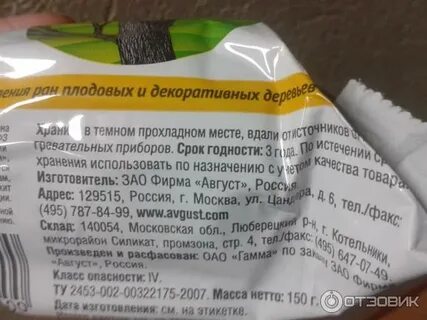 ления ран плодовых и декоративных деревьев
Хранить в темном прохладном месте, вдали от источников
гревательных приборов. Срок годности: 3 года. По истечении
хранения использовать по назначению с учетом качества товара
Изготовитель: ЗАО Фирма «Август», Россия
Адрес: 129515, Россия, г. Москва, ул. Цандера, д. 6, тел./факс:
(495) 787-84-99, www.avgust.com
Склад: 140054, Московская обл., Люберецкий р-н, г. Котельники,
микрорайон Силикат, промзона, стр. 4, тел./факс: (495) 647-07-49
Произведен и расфасован: ОАО «Гамма» по заказу ЗАО Фирма
«Август», Россия.
Класс опасности: IV.
ТУ 2453-002-00322175-2007. Масса нетто: 150 г.
Дата изготовления: см. на этикетке.
ОТЗОВИК